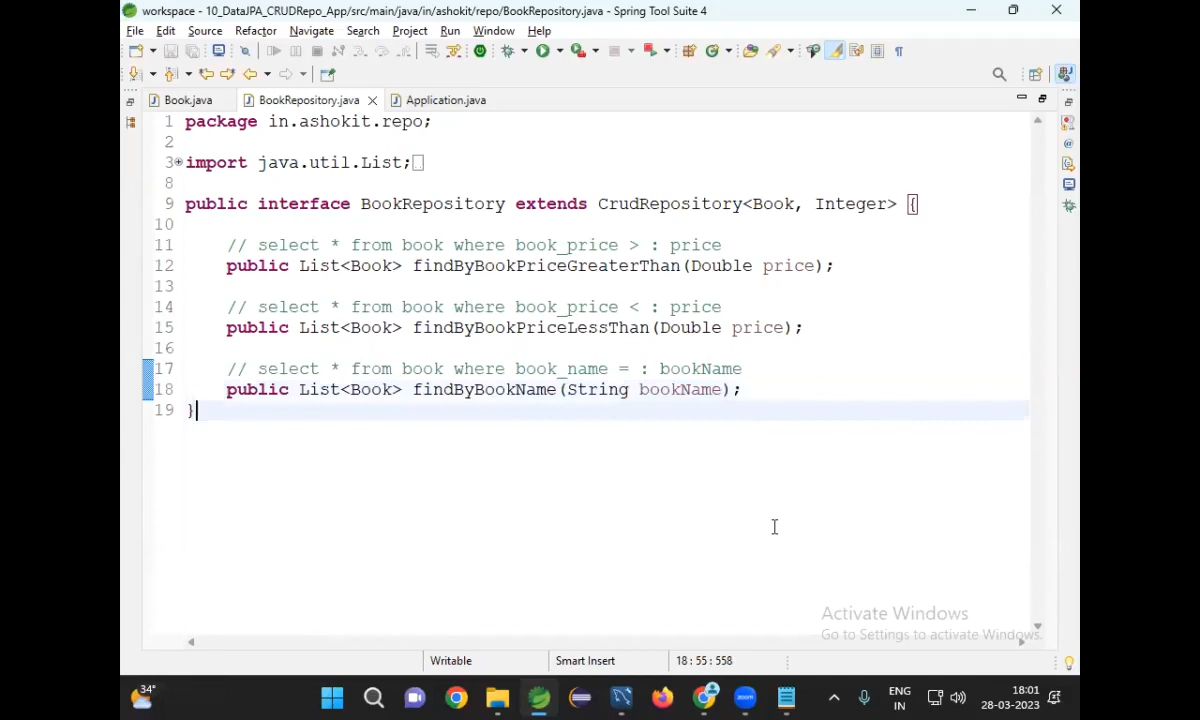 workspace - 10_DataJPA_CRUDRepo_App/src/main/java/in/ashokit/repo/BookRepository.java - Spring Tool Suite 4
File Edit Source Refactor Navigate Search Project Run Window Help
Book.java BookRepository.java Application.java
1 package in.ashokit.repo;
2
3 import java.util.List;
8
9 public interface BookRepository extends CrudRepository<Book, Integer> {
10
11 // select * from book where book_price > : price
12 public List<Book> findByBookPriceGreaterThan(Double price);
13
14 // select * from book where book_price < : price
15 public List<Book> findByBookPriceLessThan(Double price);
16
17 // select * from book where book_name = : bookName
18 public List<Book> findByBookName(String bookName);
19 }
Activate Windows
Go to Settings to activate Windows.
Writable Smart Insert 18 : 55 : 558
34°
zoom
ENG
IN
18:01
28-03-2023